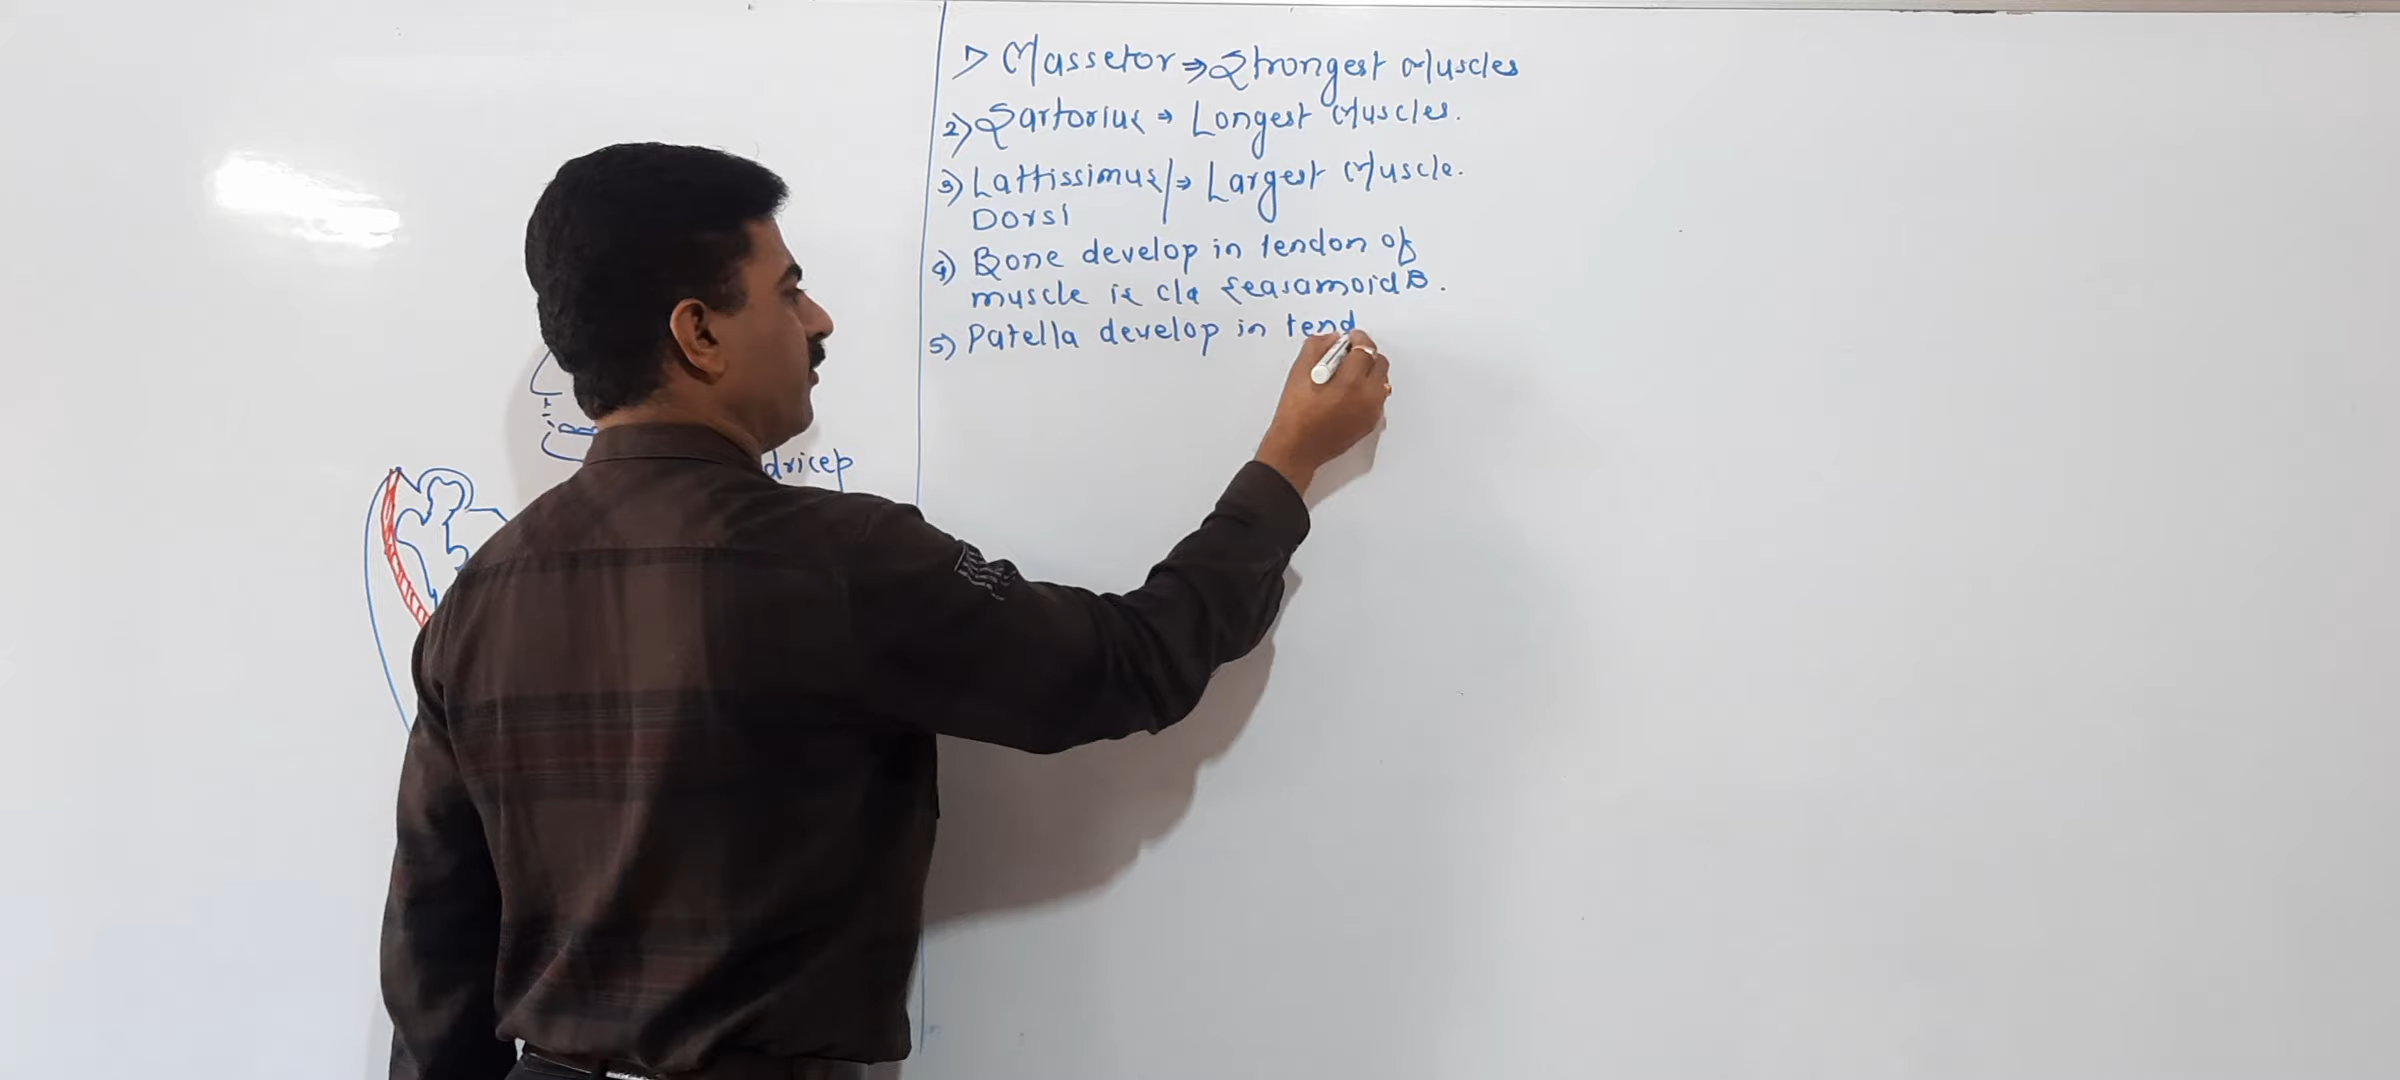 1) Massetor ⇒ Strongest Muscles
2) Sartorius ⇒ Longest Muscles.
3) Lattissimus ⇒ Largest Muscle.
Dorsi
4) Bone develop in tendon of
muscle is cld seasamoid B.
5) Patella develop in tend
dricep